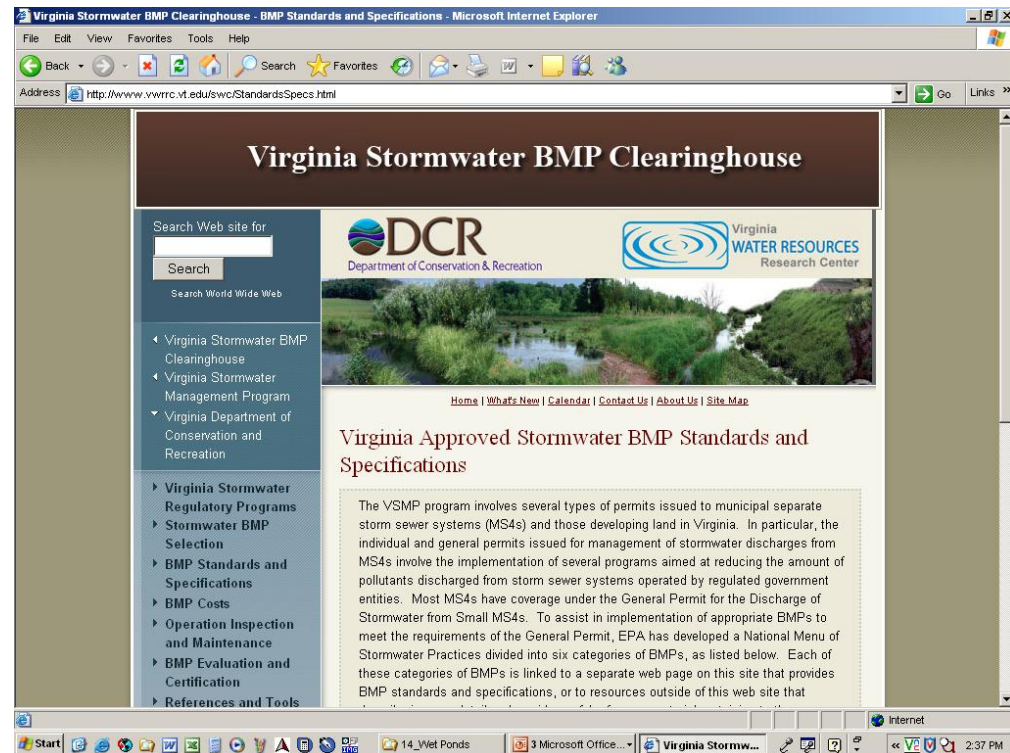 Virginia Stormwater BMP Clearinghouse - BMP Standards and Specifications - Microsoft Internet Explorer
File Edit View Favorites Tools Help
Back Search Favorites
Address http://www.vwrrc.vt.edu/swc/StandardsSpecs.html Go Links »
Virginia Stormwater BMP Clearinghouse
Search Web site for
Search
Search World Wide Web
DCR
Department of Conservation & Recreation
Virginia
WATER RESOURCES
Research Center
Virginia Stormwater BMP
Clearinghouse
Virginia Stormwater
Management Program
Virginia Department of
Conservation and
Recreation
Virginia Stormwater
Regulatory Programs
Stormwater BMP
Selection
BMP Standards and
Specifications
BMP Costs
Operation Inspection
and Maintenance
BMP Evaluation and
Certification
References and Tools
Home | What's New | Calendar | Contact Us | About Us | Site Map
Virginia Approved Stormwater BMP Standards and
Specifications
The VSMP program involves several types of permits issued to municipal separate
storm sewer systems (MS4s) and those developing land in Virginia. In particular, the
individual and general permits issued for management of stormwater discharges from
MS4s involve the implementation of several programs aimed at reducing the amount of
pollutants discharged from storm sewer systems operated by regulated government
entities. Most MS4s have coverage under the General Permit for the Discharge of
Stormwater from Small MS4s. To assist in implementation of appropriate BMPs to
meet the requirements of the General Permit, EPA has developed a National Menu of
Stormwater Practices divided into six categories of BMPs, as listed below. Each of
these categories of BMPs is linked to a separate web page on this site that provides
BMP standards and specifications, or to resources outside of this web site that
Internet
Start 14_Wet Ponds 3 Microsoft Office... Virginia Stormw... « 2:37 PM